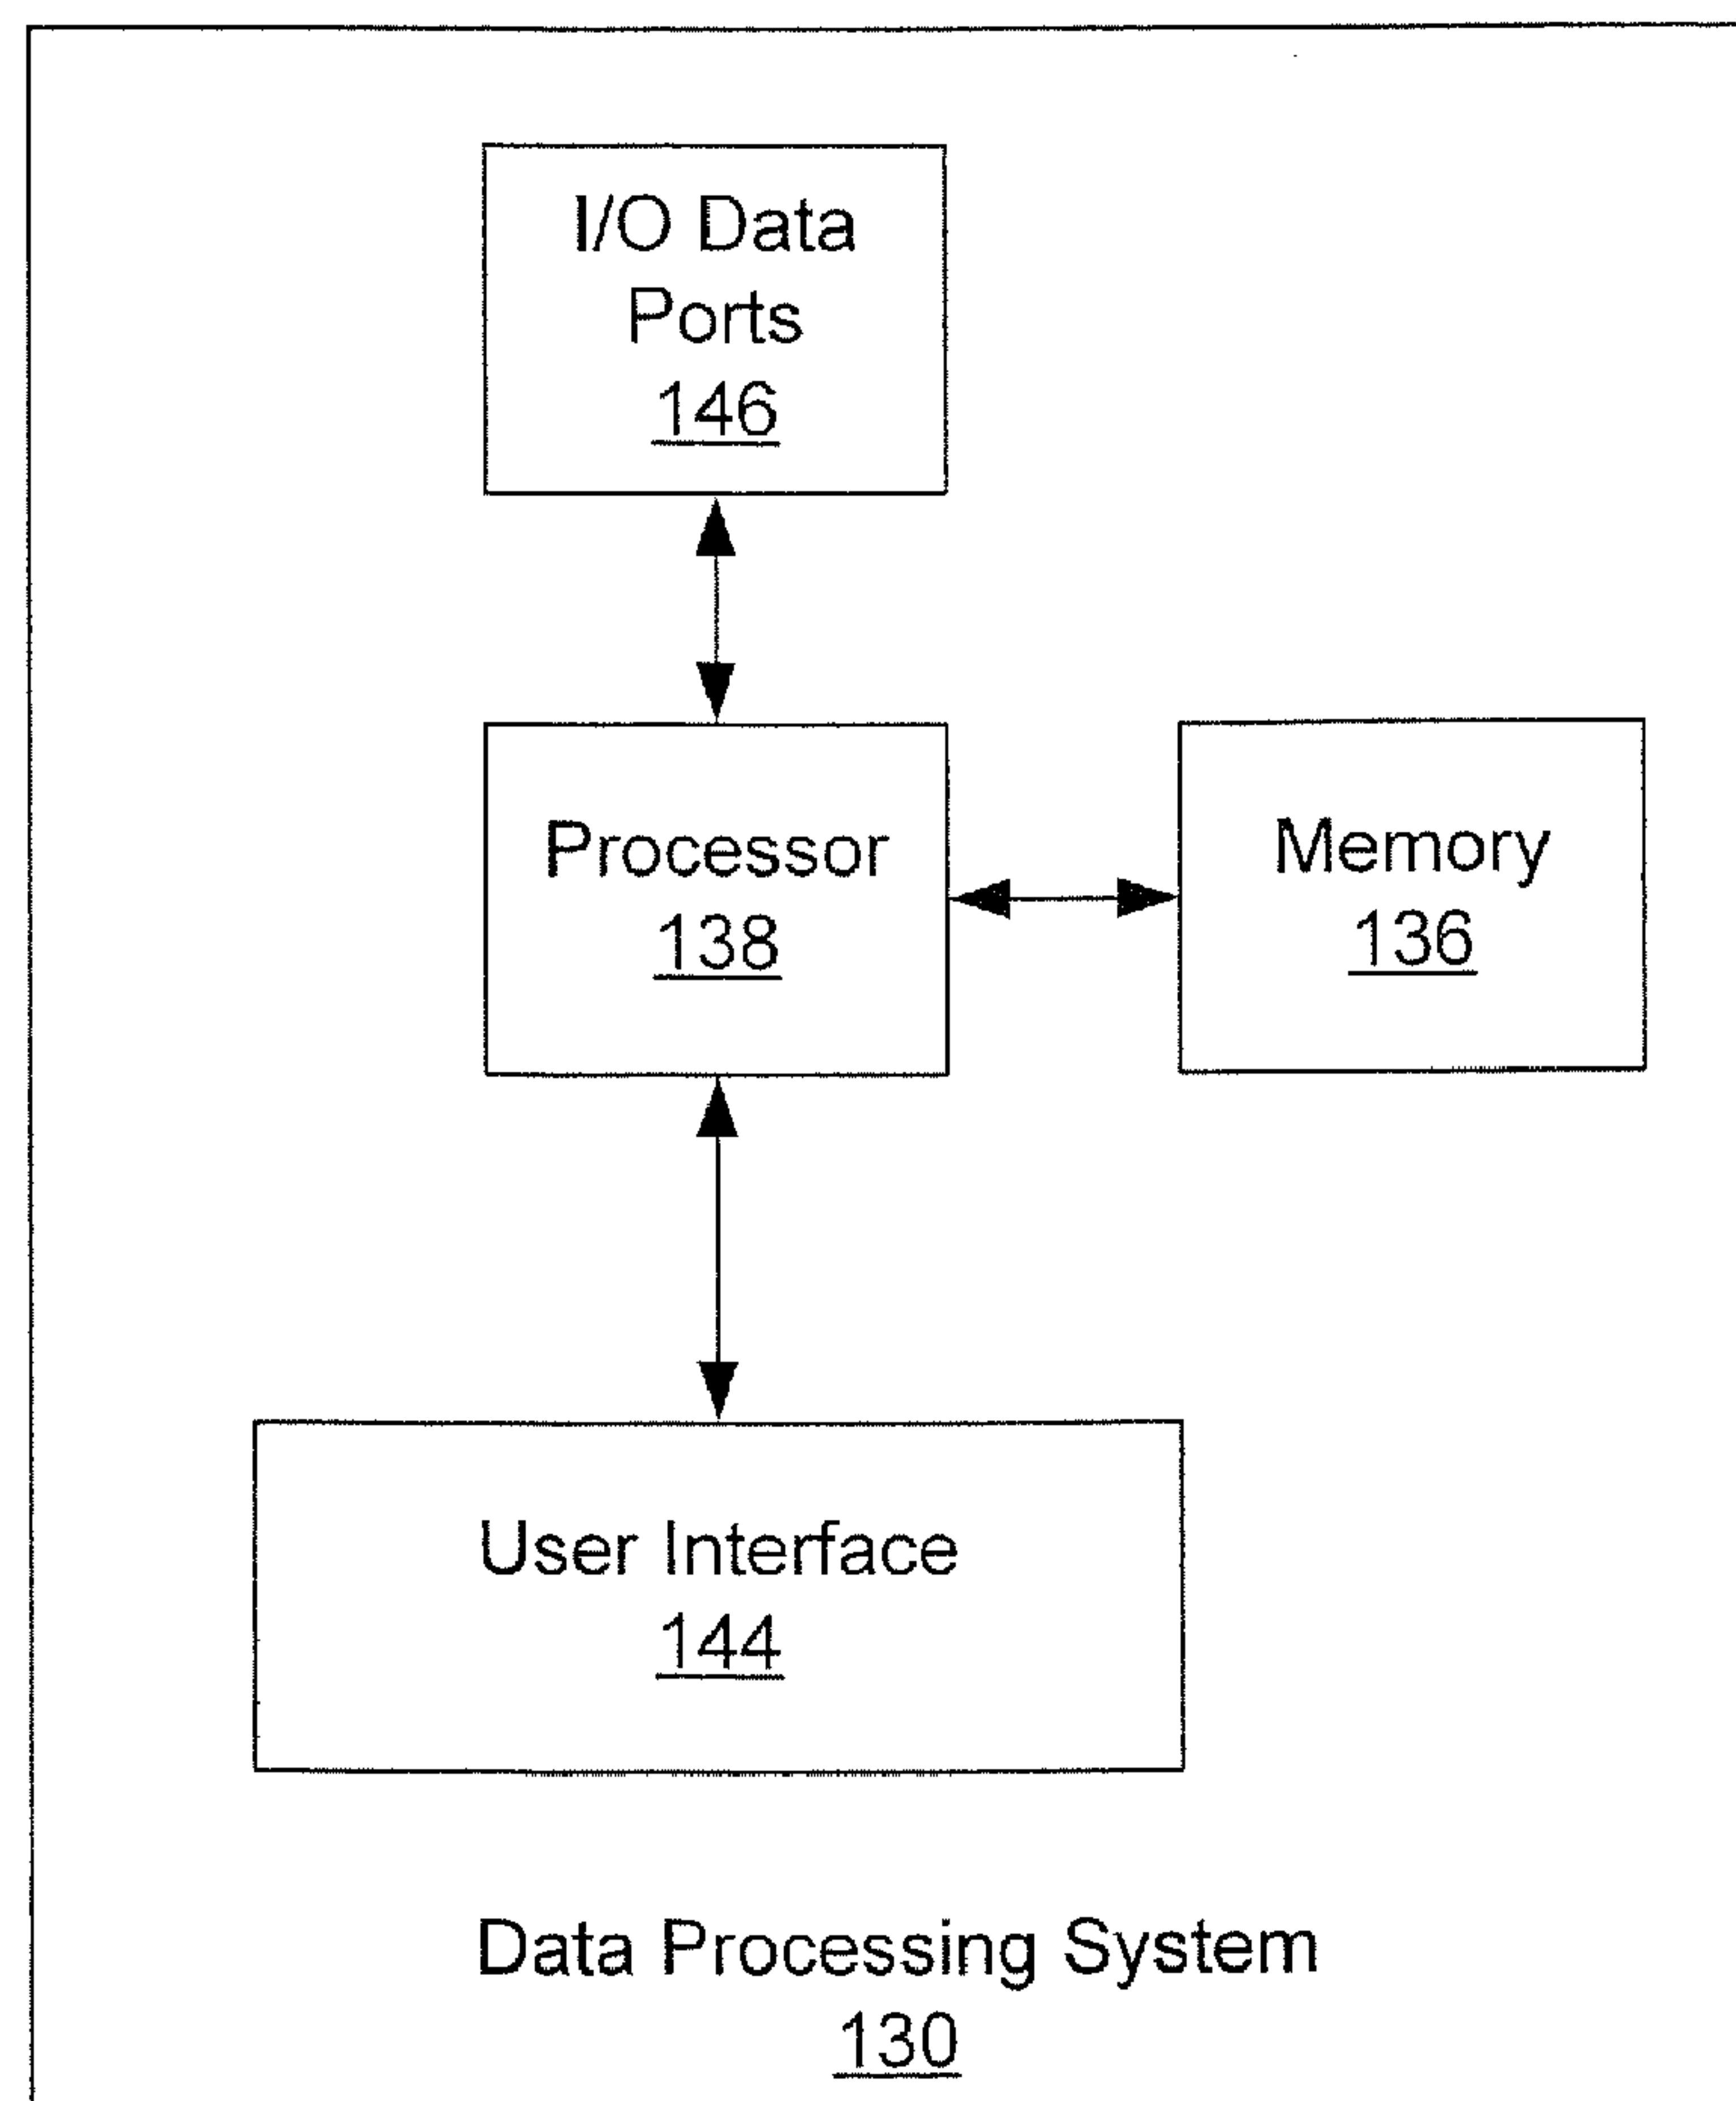 I/O Data
Ports
146
Processor
138
Memory
136
User Interface
144
Data Processing System
130